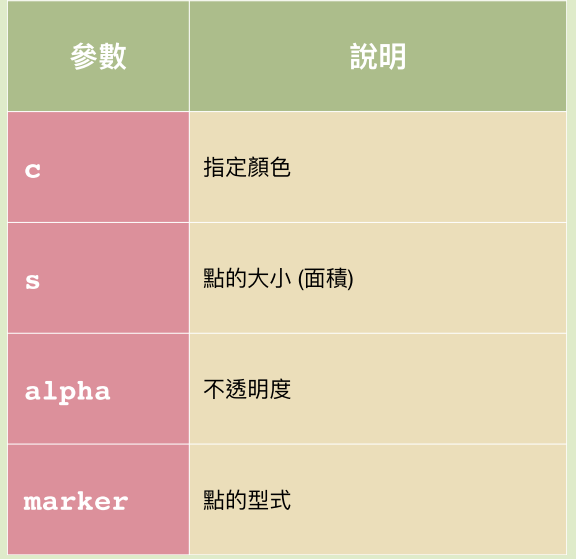 參數 說明
c 指定顏色
s 點的大小 (面積)
alpha 不透明度
marker 點的型式